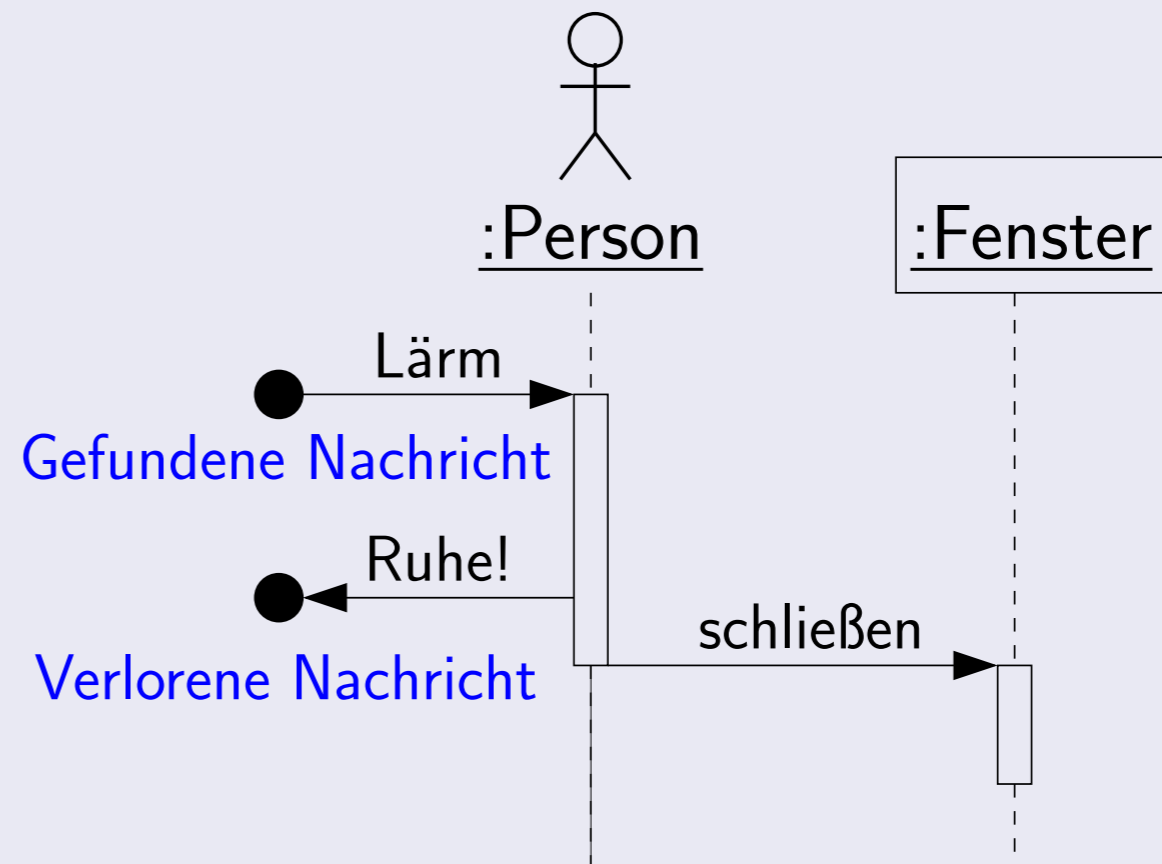 :Person
:Fenster
Lärm
Gefundene Nachricht
Ruhe!
schließen
Verlorene Nachricht